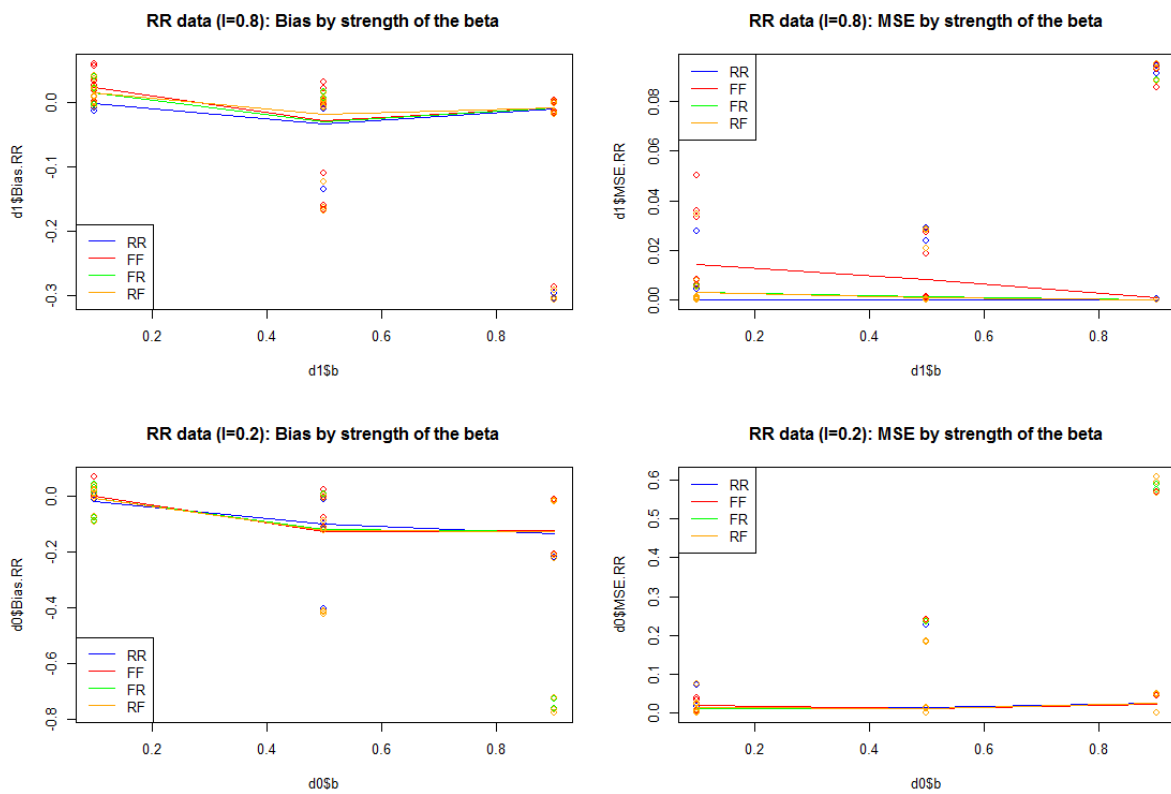 RR data (l=0.8): Bias by strength of the beta
d1$Bias.RR
0.0
-0.1
-0.2
-0.3
RR
FF
FR
RF
0.2 0.4 0.6 0.8
d1$b
RR data (l=0.8): MSE by strength of the beta
d1$MSE.RR
0.08
0.06
0.04
0.02
0.00
RR
FF
FR
RF
0.2 0.4 0.6 0.8
d1$b
RR data (l=0.2): Bias by strength of the beta
d0$Bias.RR
0.0
-0.2
-0.4
-0.6
-0.8
RR
FF
FR
RF
0.2 0.4 0.6 0.8
d0$b
RR data (l=0.2): MSE by strength of the beta
d0$MSE.RR
0.6
0.5
0.4
0.3
0.2
0.1
0.0
RR
FF
FR
RF
0.2 0.4 0.6 0.8
d0$b